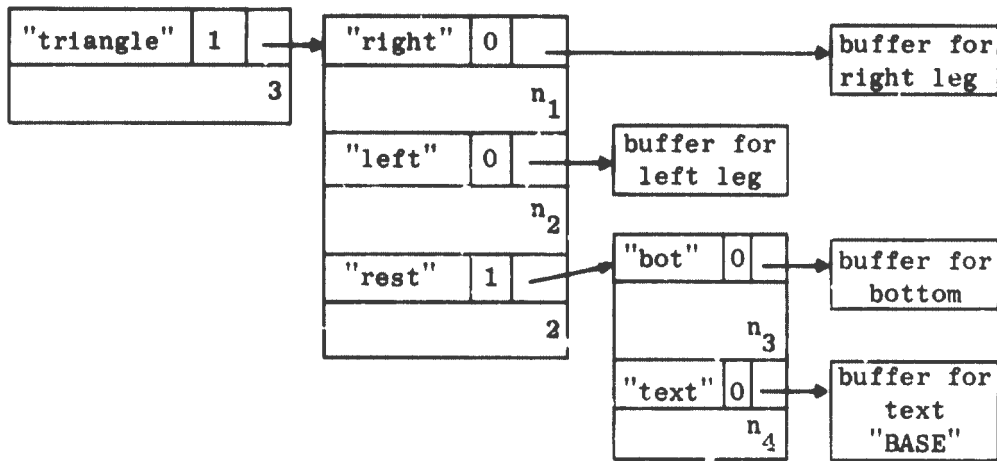 "triangle" 1
3
"right" 0
n1
"left" 0
n2
"rest" 1
2
buffer for
right leg
buffer for
left leg
"bot" 0
n3
"text" 0
n4
buffer for
bottom
buffer for
text
"BASE"